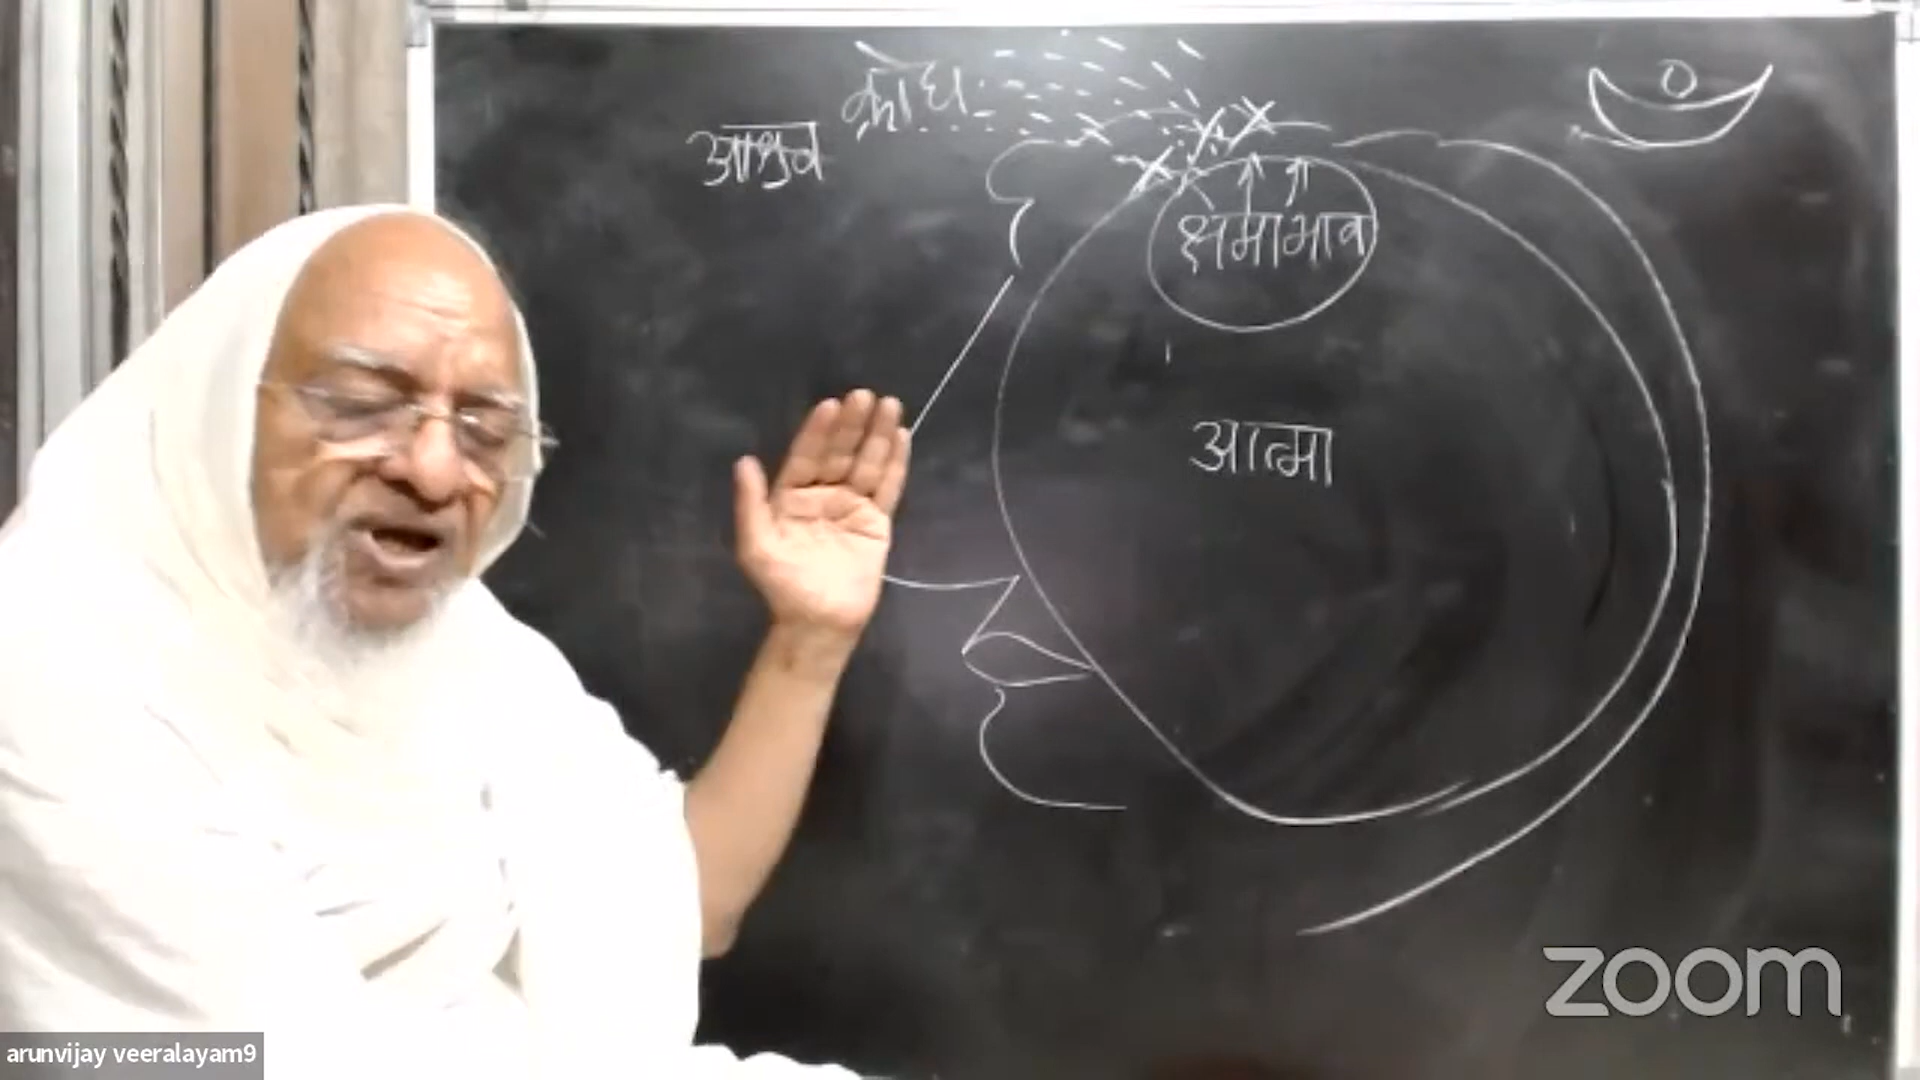 क्रोध
आश्रव
क्षमाभाव
आत्मा
zoom
arunvijay veeralayam9